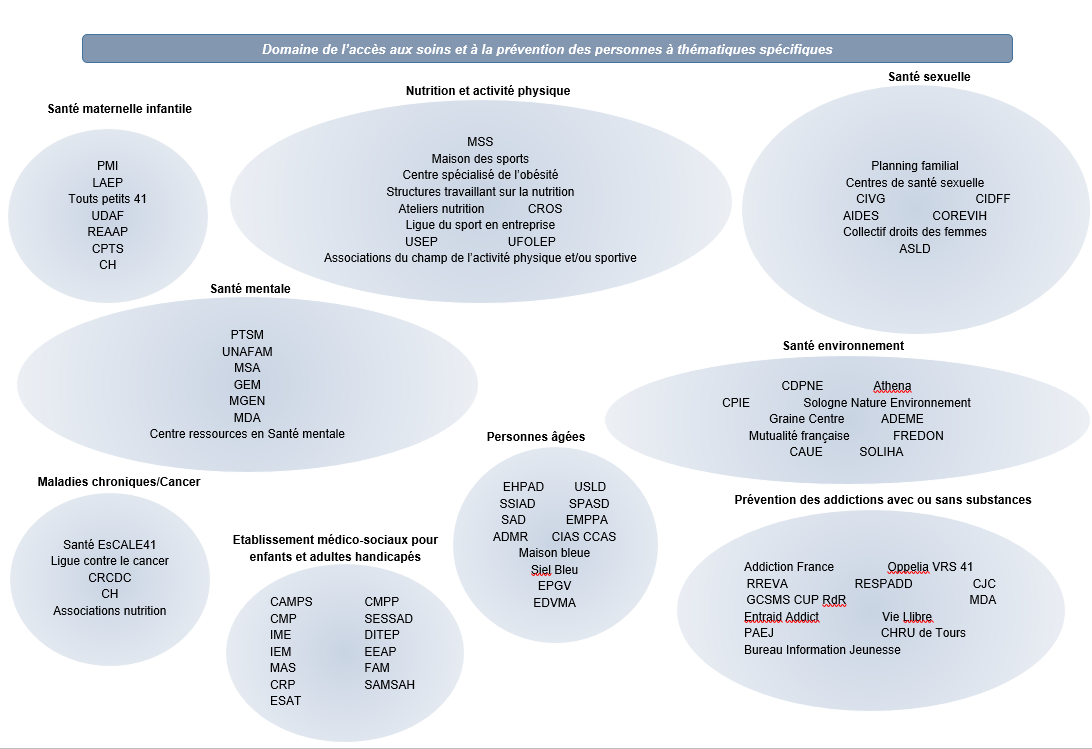 Domaine de l'accès aux soins et à la prévention des personnes à thématiques spécifiques
Santé maternelle infantile
PMI
LAEP
Touts petits 41
UDAF
REAAP
CPTS
CH
Nutrition et activité physique
MSS
Maison des sports
Centre spécialisé de l'obésité
Structures travaillant sur la nutrition
Ateliers nutrition CROS
Ligue du sport en entreprise
USEP UFOLEP
Associations du champ de l'activité physique et/ou sportive
Santé sexuelle
Planning familial
Centres de santé sexuelle
CIVG CIDFF
AIDES COREVIH
Collectif droits des femmes
ASLD
Santé mentale
PTSM
UNAFAM
MSA
GEM
MGEN
MDA
Centre ressources en Santé mentale
Santé environnement
CDPNE Athena
CPIE Sologne Nature Environnement
Graine Centre ADEME
Mutualité française FREDON
CAUE SOLIHA
Maladies chroniques/Cancer
Santé EsCALE41
Ligue contre le cancer
CRCDC
CH
Associations nutrition
Etablissement médico-sociaux pour
enfants et adultes handicapés
CAMPS CMPP
CMP SESSAD
IME DITEP
IEM EEAP
MAS FAM
CRP SAMSAH
ESAT
Personnes âgées
EHPAD USLD
SSIAD SPASD
SAD EMPPA
ADMR CIAS CCAS
Maison bleue
Siel Bleu
EPGV
EDVMA
Prévention des addictions avec ou sans substances
Addiction France Oppelia VRS 41
RREVA RESPADD CJC
GCSMS CUP RdR MDA
Entraid Addict Vie Llibre
PAEJ CHRU de Tours
Bureau Information Jeunesse